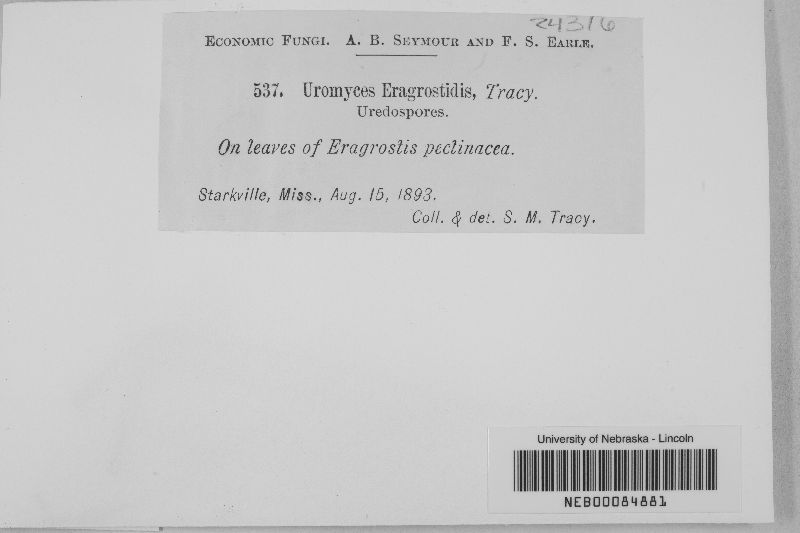 24316
Economic Fungi. A. B. Seymour and F. S. Earle.
537. Uromyces Eragrostidis, Tracy.
Uredospores.
On leaves of Eragrostis pectinacea.
Starkville, Miss., Aug. 15, 1893.
Coll. & det. S. M. Tracy.
University of Nebraska - Lincoln
NEB00084881